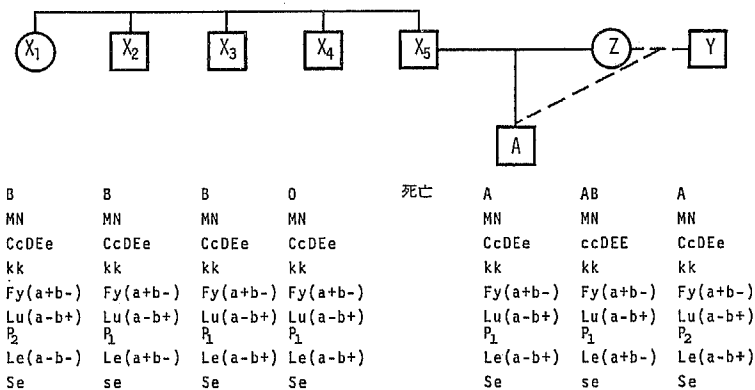 X1 X2 X3 X4 X5 Z Y
A
B B B O 死亡 A AB A
MN MN MN MN MN MN MN
CcDEe CcDEe CcDEe CcDEe CcDEe ccDEE CcDEe
kk kk kk kk kk kk kk
Fy(a+b-) Fy(a+b-) Fy(a+b-) Fy(a+b-) Fy(a+b-) Fy(a+b-) Fy(a+b-)
Lu(a-b+) Lu(a-b+) Lu(a-b+) Lu(a-b+) Lu(a-b+) Lu(a-b+) Lu(a-b+)
P2 P1 P1 P1 P1 P1 P2
Le(a-b-) Le(a+b-) Le(a-b+) Le(a-b+) Le(a-b+) Le(a+b-) Le(a-b+)
Se se Se Se Se se Se